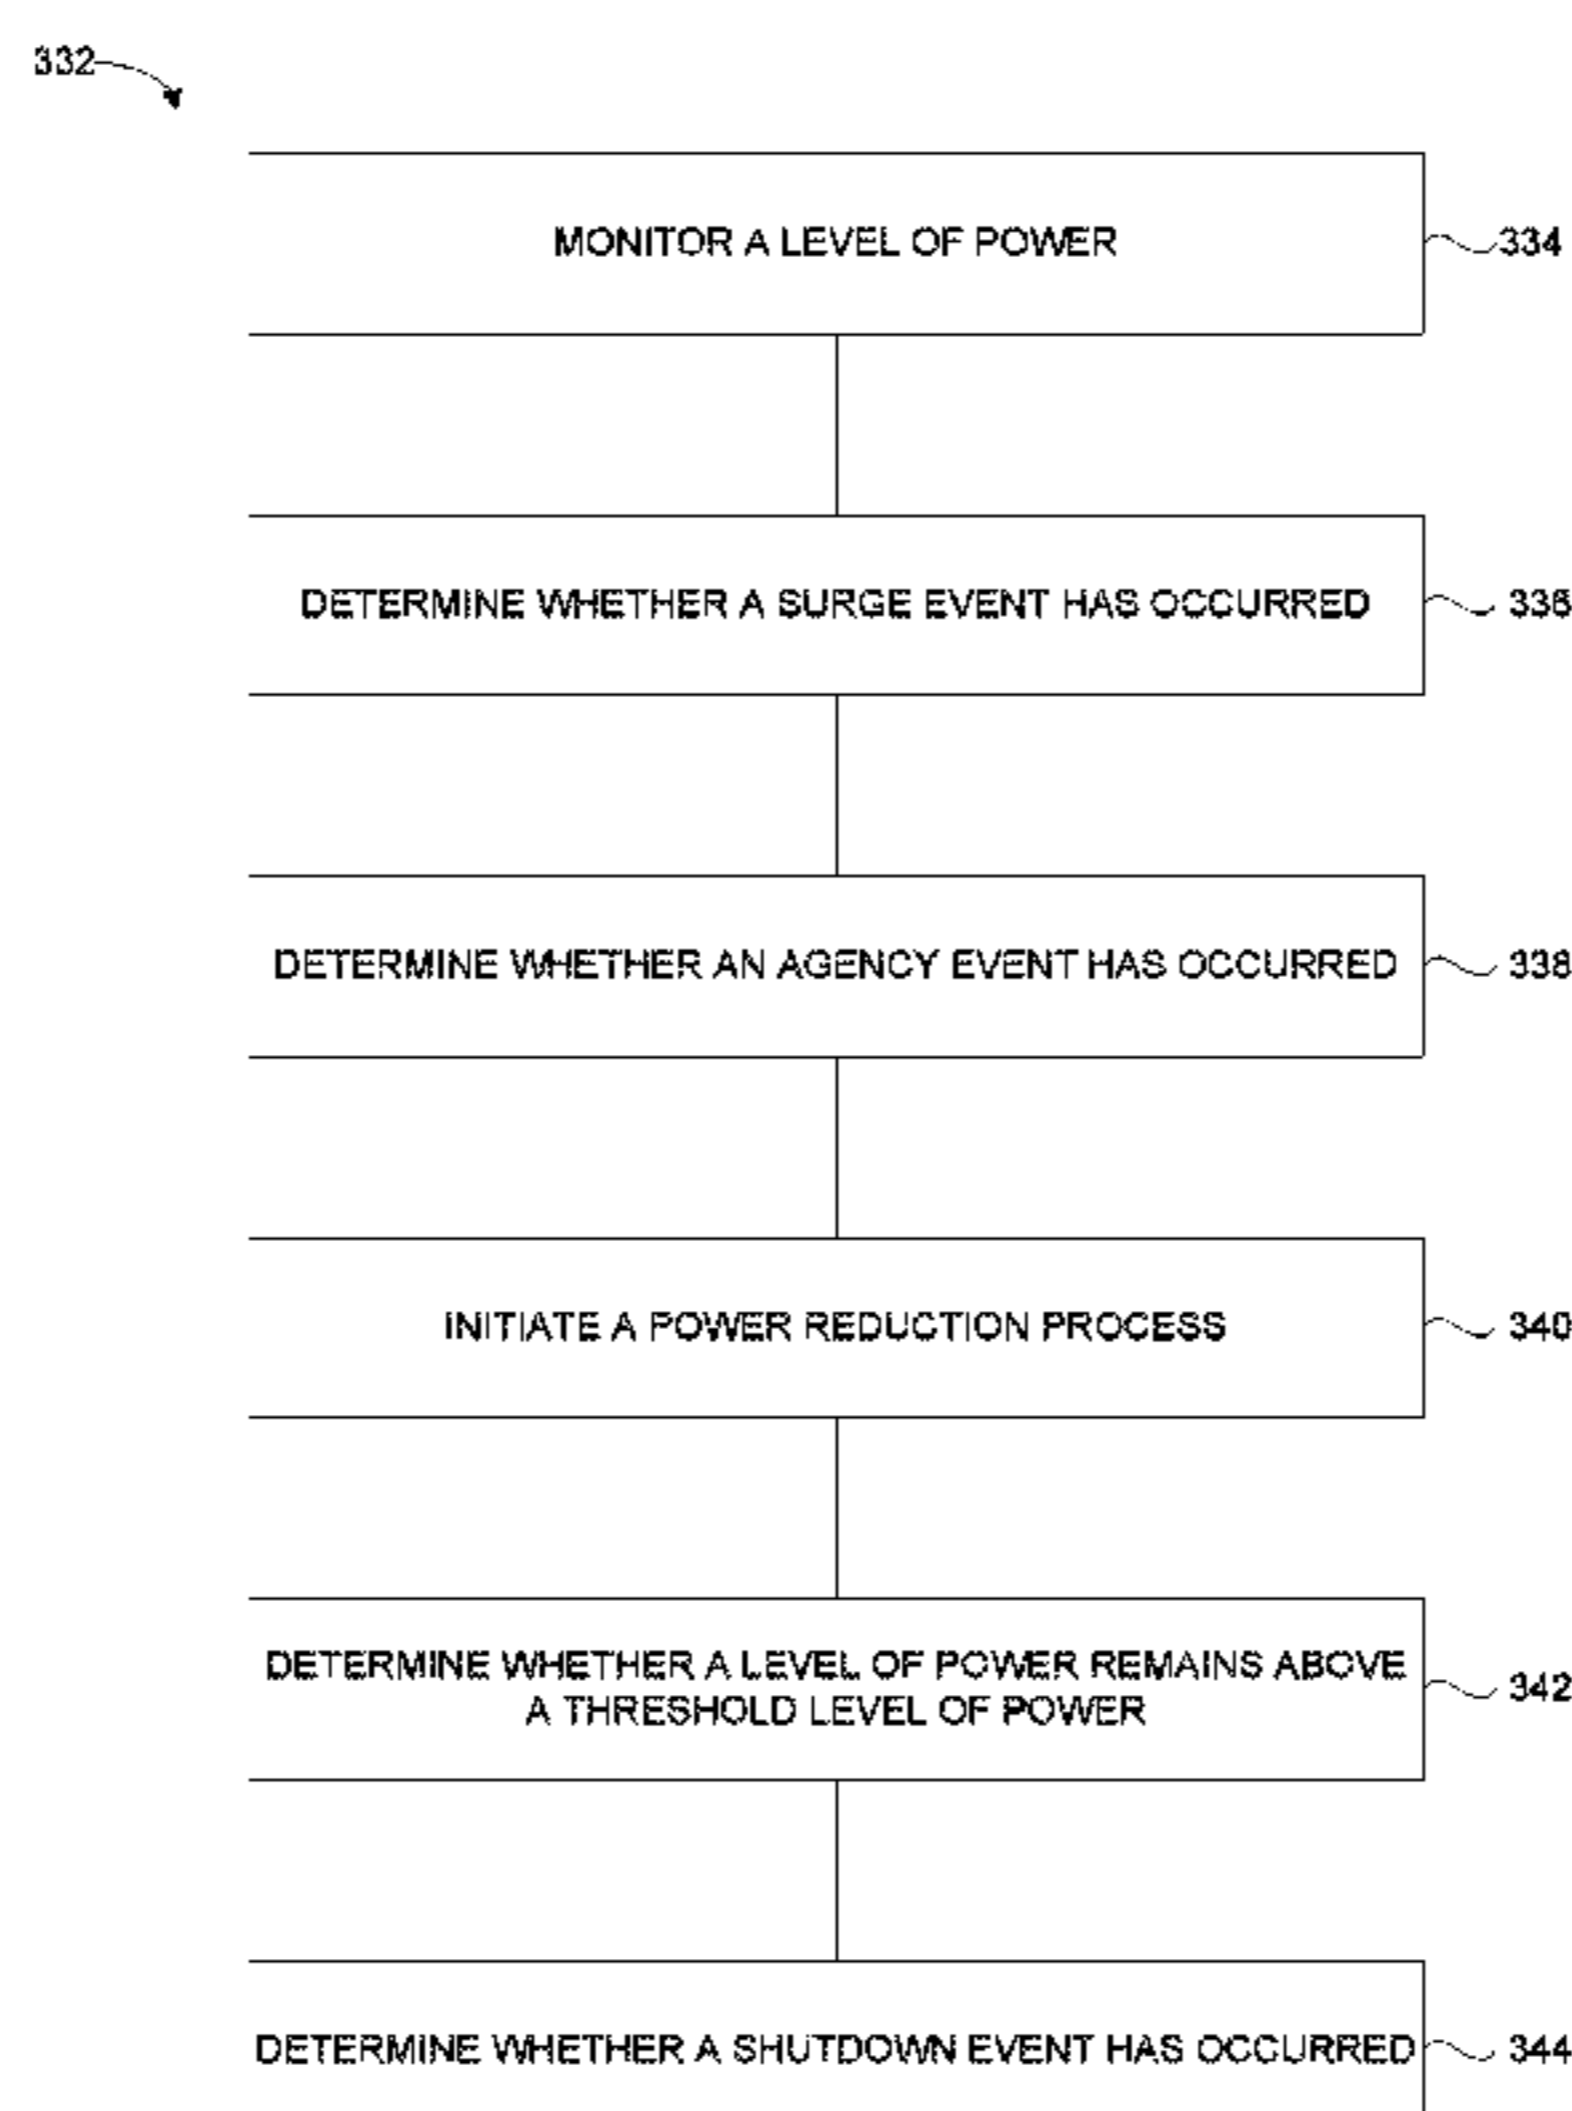 332
MONITOR A LEVEL OF POWER
334
DETERMINE WHETHER A SURGE EVENT HAS OCCURRED
336
DETERMINE WHETHER AN AGENCY EVENT HAS OCCURRED
338
INITIATE A POWER REDUCTION PROCESS
340
DETERMINE WHETHER A LEVEL OF POWER REMAINS ABOVE
A THRESHOLD LEVEL OF POWER
342
DETERMINE WHETHER A SHUTDOWN EVENT HAS OCCURRED
344